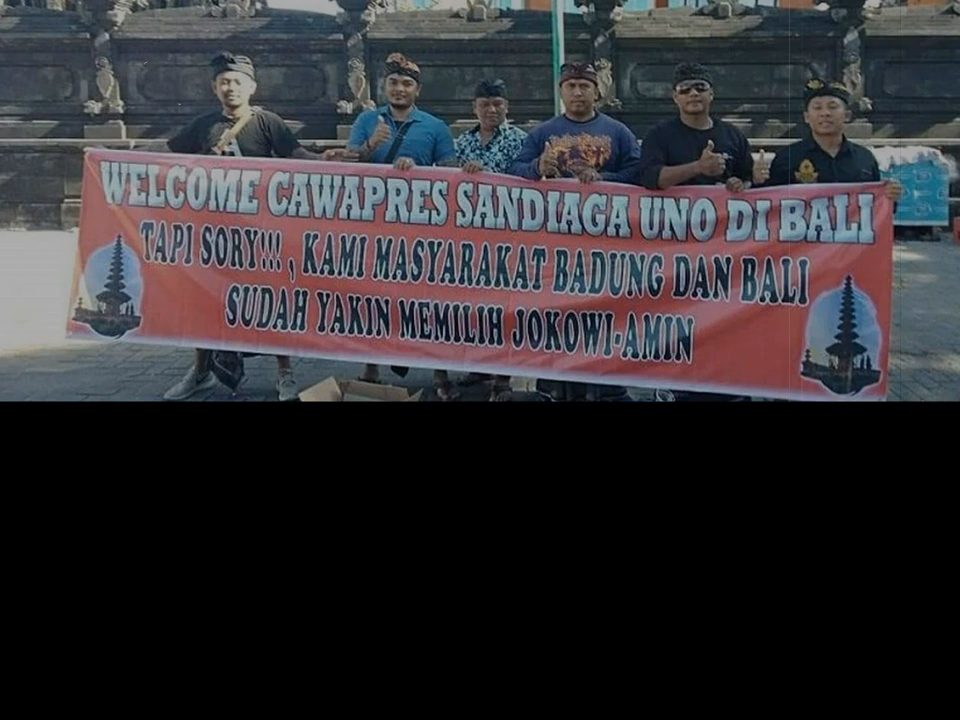 WELCOME CAWAPRES SANDIAGA UNO DI BALI
TAPI SORY!!! , KAMI MASYARAKAT BADUNG DAN BALI
SUDAH YAKIN MEMILIH JOKOWI-AMIN